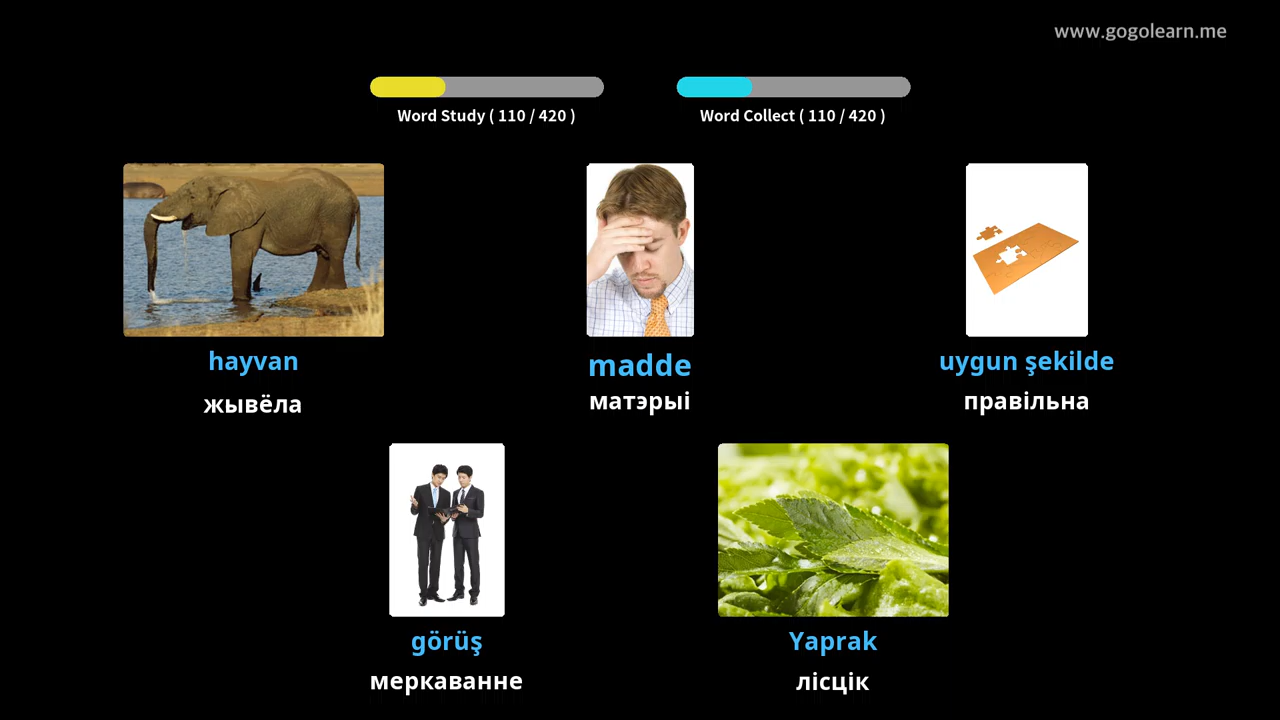 www.gogolearn.me
Word Study ( 110 / 420 )
Word Collect ( 110 / 420 )
hayvan
madde
uygun şekilde
жывёла
матэрыі
правільна
görüş
Yaprak
меркаванне
лісцік